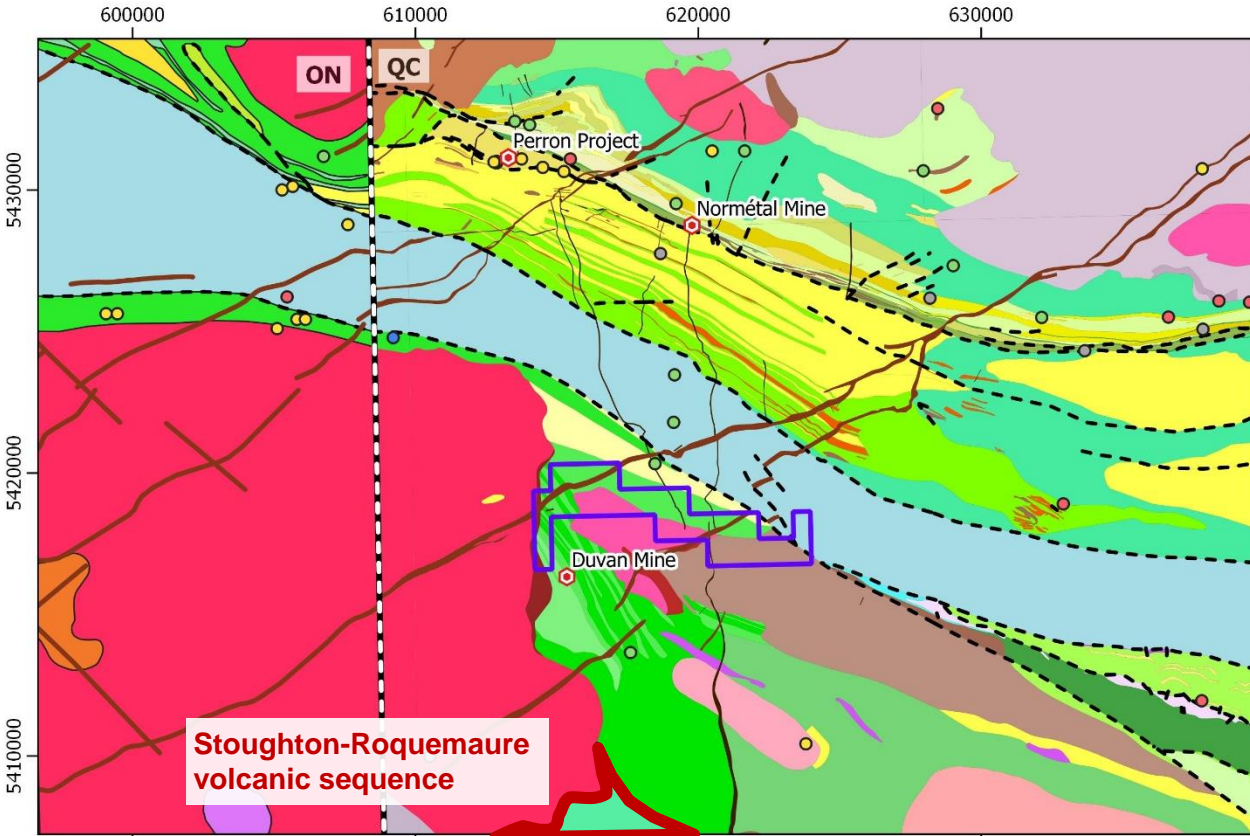 600000
610000
620000
630000
ON
QC
Perron Project
5430000
Normétal Mine
5420000
Duvan Mine
Stoughton-Roquemaure
volcanic sequence
5410000